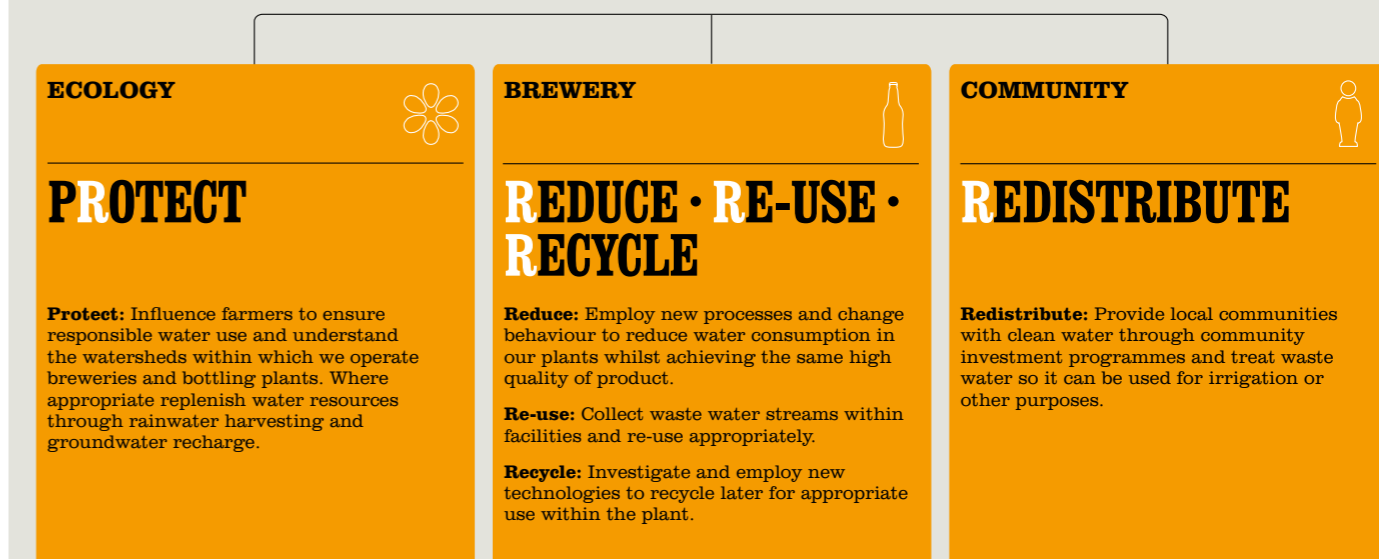 ECOLOGY
PROTECT
Protect: Influence farmers to ensure
responsible water use and understand
the watersheds within which we operate
breweries and bottling plants. Where
appropriate replenish water resources
through rainwater harvesting and
groundwater recharge.
BREWERY
REDUCE · RE-USE ·
RECYCLE
Reduce: Employ new processes and change
behaviour to reduce water consumption in
our plants whilst achieving the same high
quality of product.
Re-use: Collect waste water streams within
facilities and re-use appropriately.
Recycle: Investigate and employ new
technologies to recycle later for appropriate
use within the plant.
COMMUNITY
REDISTRIBUTE
Redistribute: Provide local communities
with clean water through community
investment programmes and treat waste
water so it can be used for irrigation or
other purposes.